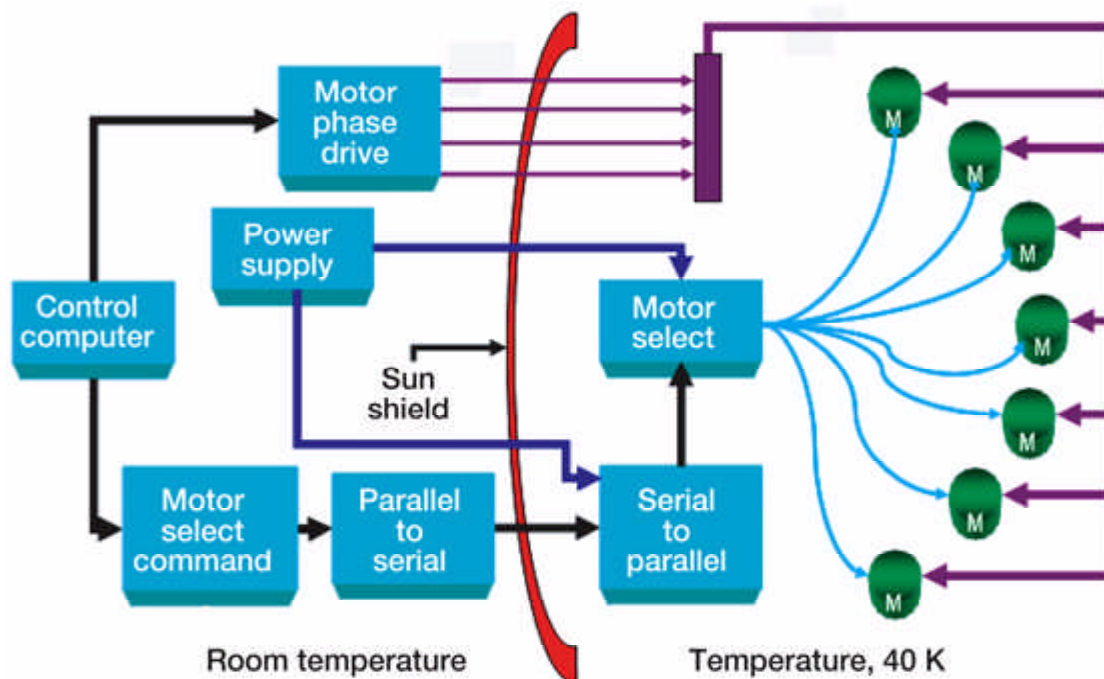 Motor
phase
drive
Power
supply
Control
computer
Sun
shield
Motor
select
Motor
select
command
Parallel
to
serial
Serial
to
parallel
M
M
M
M
M
M
M
Room temperature
Temperature, 40 K